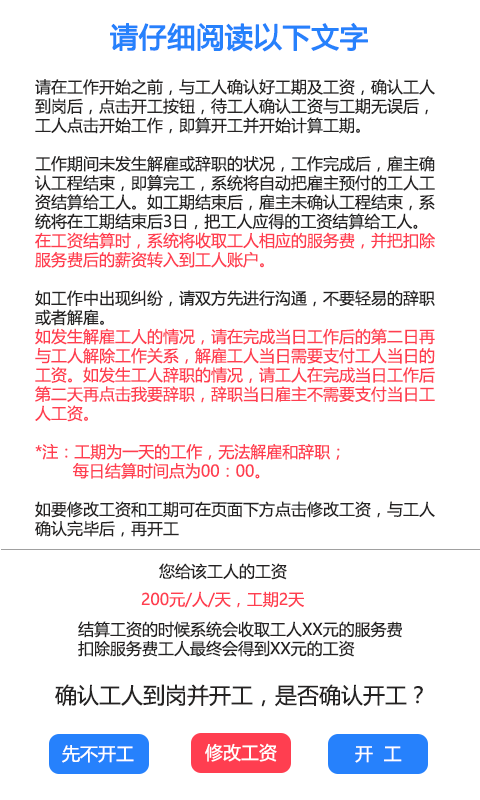 请仔细阅读以下文字
请在工作开始之前，与工人确认好工期及工资，确认工人
到岗后，点击开工按钮，待工人确认工资与工期无误后，
工人点击开始工作，即算开工并开始计算工期。
工作期间未发生解雇或辞职的状况，工作完成后，雇主确
认工程结束，即算完工，系统将自动把雇主预付的工人工
资结算给工人。如工期结束后，雇主未确认工程结束，系
统将在工期结束后3日，把工人应得的工资结算给工人。
在工资结算时，系统将收取工人相应的服务费，并把扣除
服务费后的薪资转入到工人账户。
如工作中出现纠纷，请双方先进行沟通，不要轻易的辞职
或者解雇。
如发生解雇工人的情况，请在完成当日工作后的第二日再
与工人解除工作关系，解雇工人当日需要支付工人当日的
工资。如发生工人辞职的情况，请工人在完成当日工作后
第二天再点击我要辞职，辞职当日雇主不需要支付当日工
人工资。
*注：工期为一天的工作，无法解雇和辞职；
每日结算时间点为00：00。
如要修改工资和工期可在页面下方点击修改工资，与工人
确认完毕后，再开工
您给该工人的工资
200元/人/天，工期2天
结算工资的时候系统会收取工人XX元的服务费
扣除服务费工人最终会得到XX元的工资
确认工人到岗并开工，是否确认开工？
先不开工 修改工资 开 工